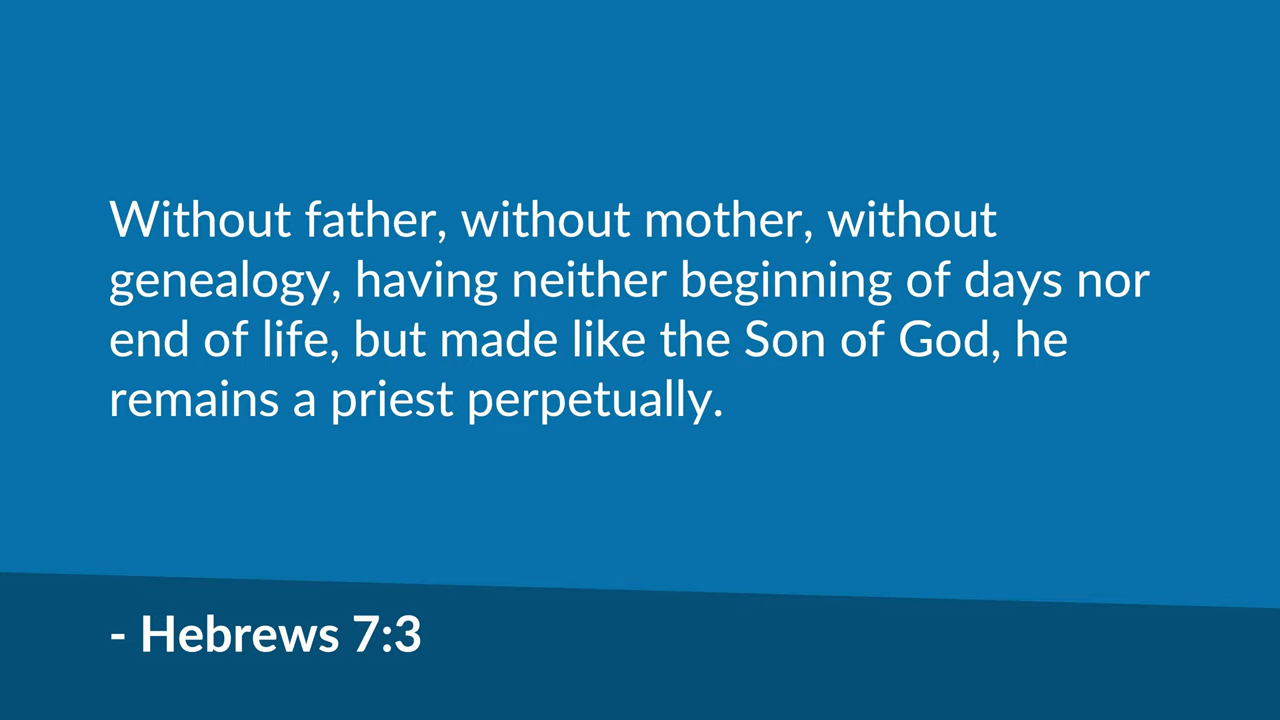 Without father, without mother, without
genealogy, having neither beginning of days nor
end of life, but made like the Son of God, he
remains a priest perpetually.
- Hebrews 7:3